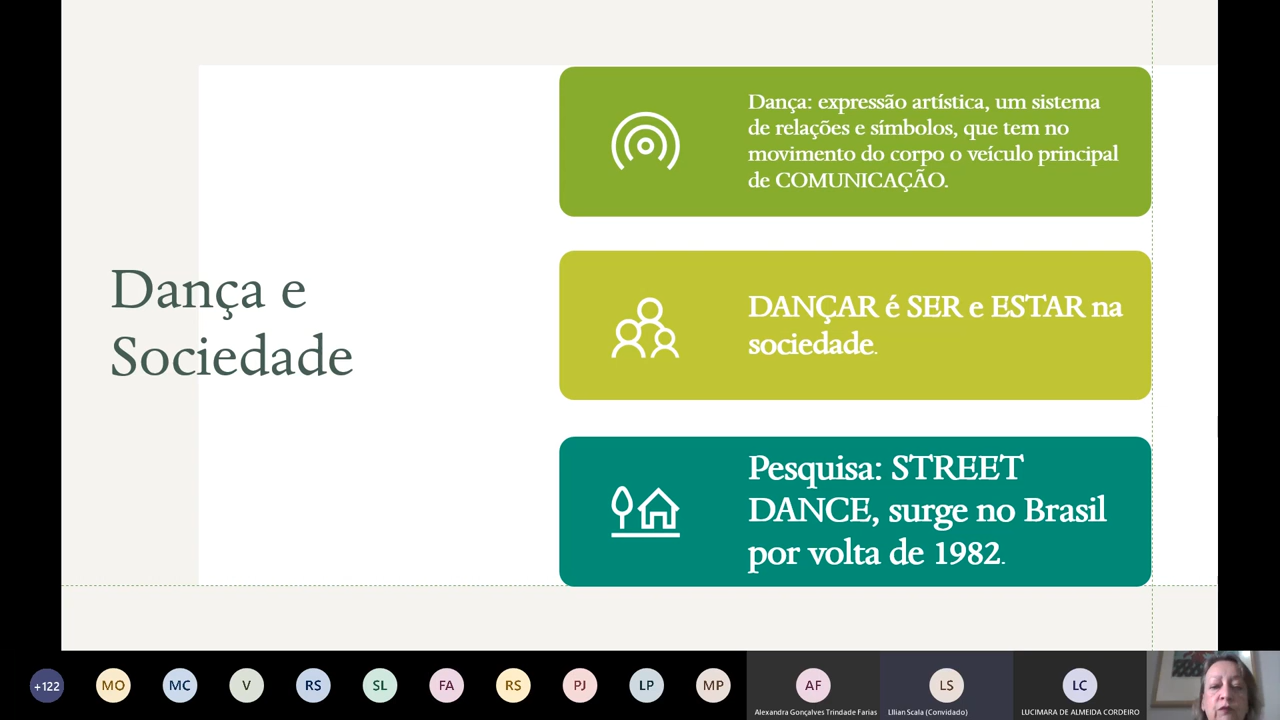 Dança: expressão artística, um sistema
de relações e símbolos, que tem no
movimento do corpo o veículo principal
de COMUNICAÇÃO.
Dança e
Sociedade
DANÇAR é SER e ESTAR na
sociedade.
Pesquisa: STREET
DANCE, surge no Brasil
por volta de 1982.
+122
MO
MC
V
RS
SL
FA
RS
PJ
LP
MP
AF
LS
LC
Alexandra Gonçalves Trindade Farias
LIlian Scala (Convidado)
LUCIMARA DE ALMEIDA CORDEIRO